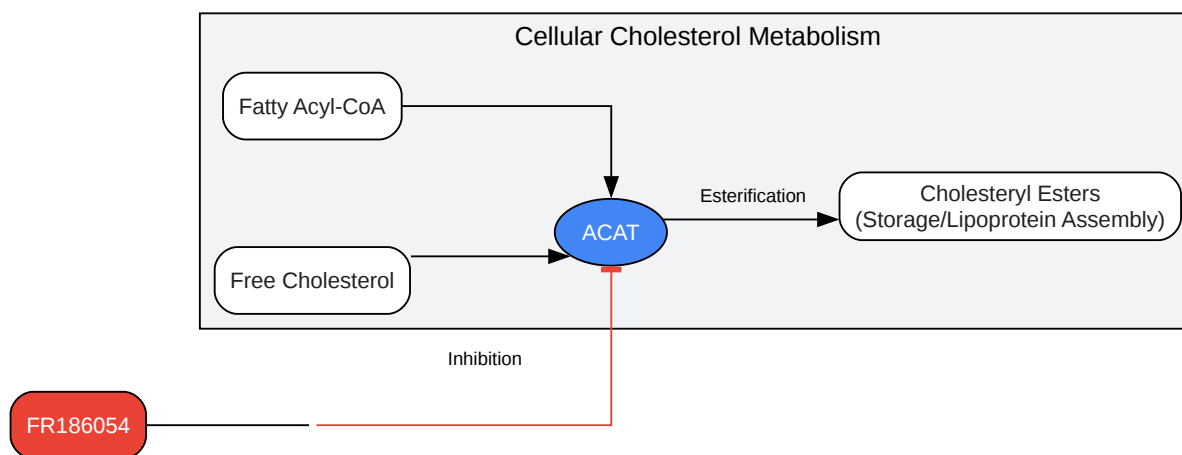 Cellular Cholesterol Metabolism
Fatty Acyl-CoA
Esterification
Cholesteryl Esters
(Storage/Lipoprotein Assembly)
ACAT
Free Cholesterol
Inhibition
FR186054